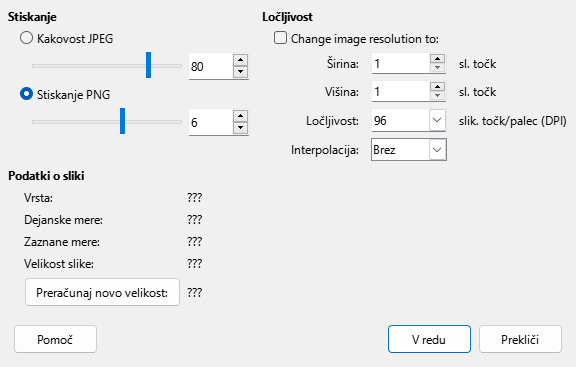 Stiskanje
Kakovost JPEG
80
Stiskanje PNG
6
Ločljivost
Change image resolution to:
Širina: 1 sl. točk
Višina: 1 sl. točk
Ločljivost: 96 slik. točk/palec (DPI)
Interpolacija: Brez
Podatki o sliki
Vrsta: ???
Dejanske mere: ???
Zaznane mere: ???
Velikost slike: ???
Preračunaj novo velikost: ???
Pomoč
V redu
Prekliči